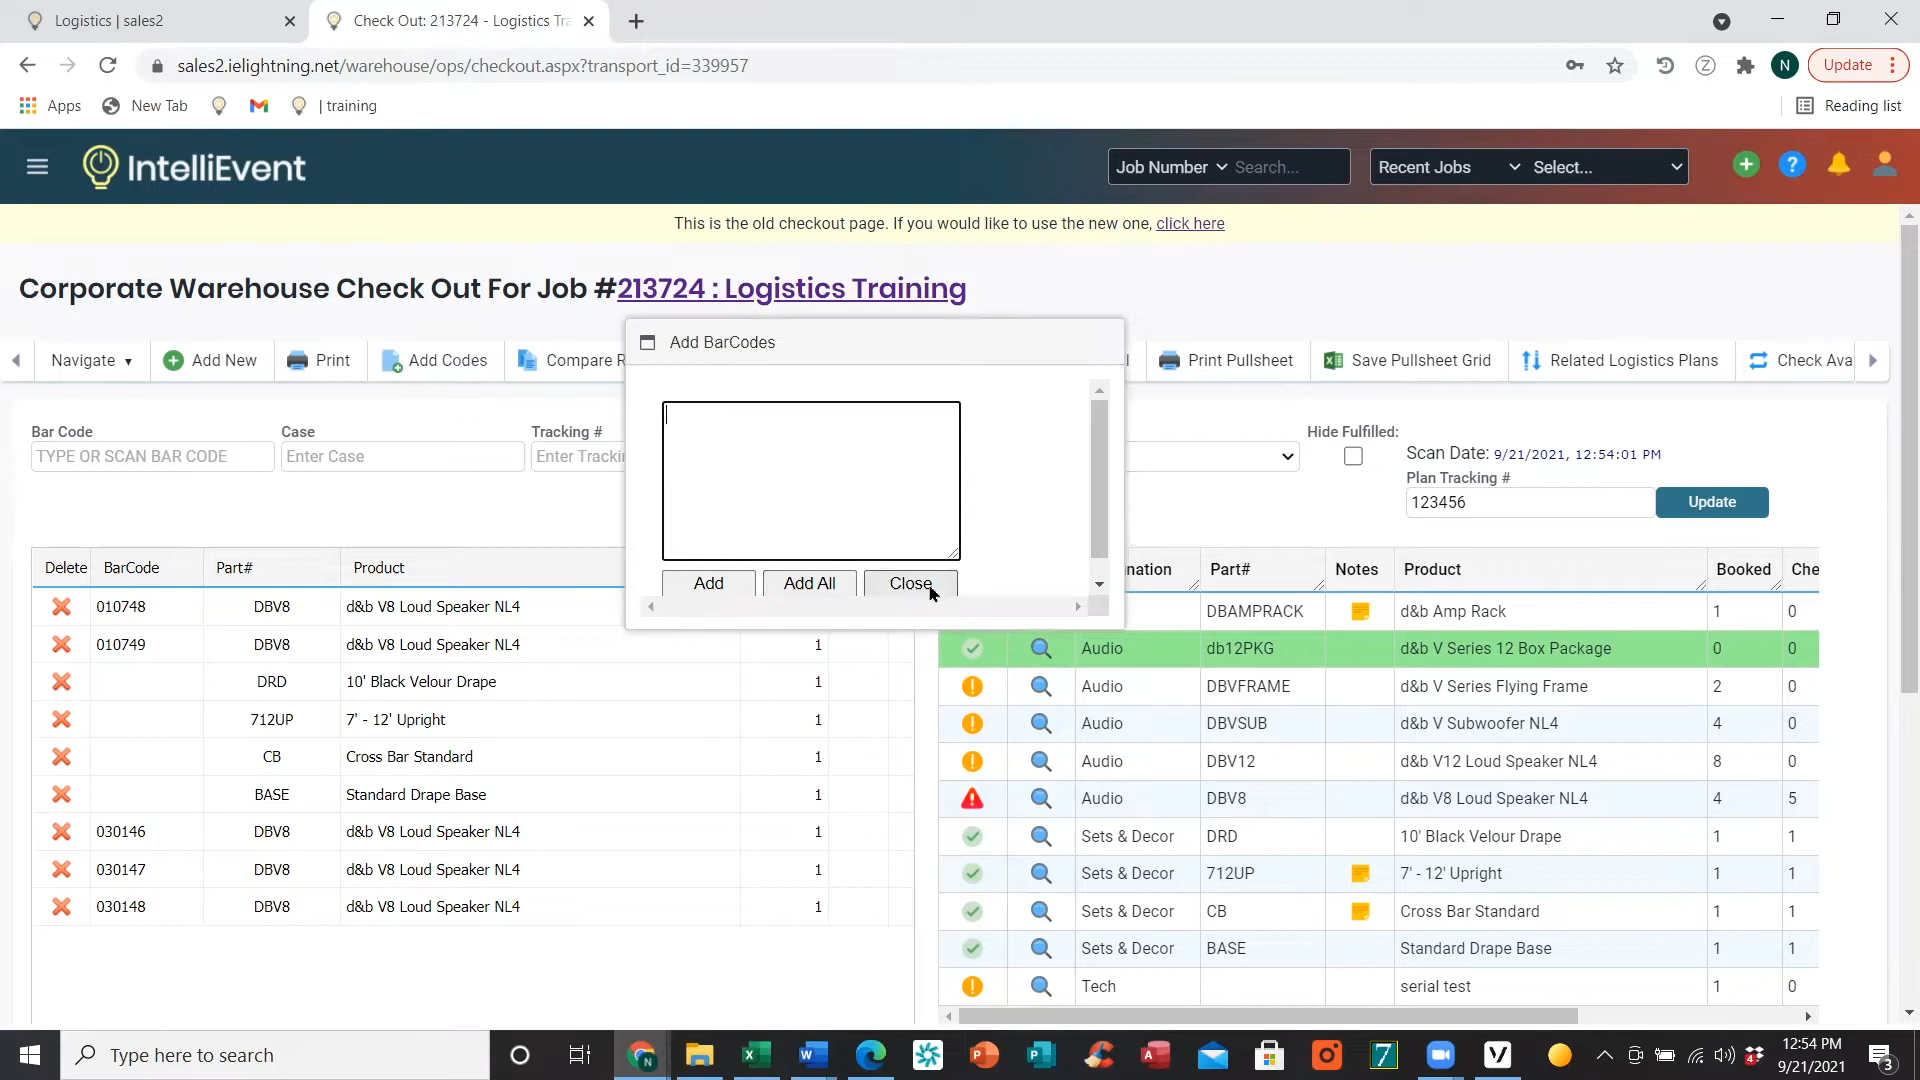 Logistics | sales2
Check Out: 213724 - Logistics Tra
sales2.ielightning.net/warehouse/ops/checkout.aspx?transport_id=339957
Z
N
Update
Apps
New Tab
| training
Reading list
IntelliEvent
Job Number
Search...
Recent Jobs
Select...
This is the old checkout page. If you would like to use the new one, click here
Corporate Warehouse Check Out For Job #213724 : Logistics Training
Navigate
Add New
Print
Add Codes
Compare R
Print Pullsheet
Save Pullsheet Grid
Related Logistics Plans
Check Ava
Add BarCodes
Add
Add All
Close
Bar Code
TYPE OR SCAN BAR CODE
Case
Enter Case
Tracking #
Enter Trackin
Hide Fulfilled:
Scan Date: 9/21/2021, 12:54:01 PM
Plan Tracking #
123456
Update
Delete BarCode Part# Product
010748 DBV8 d&b V8 Loud Speaker NL4
010749 DBV8 d&b V8 Loud Speaker NL4 1
DRD 10' Black Velour Drape 1
712UP 7' - 12' Upright 1
CB Cross Bar Standard 1
BASE Standard Drape Base 1
030146 DBV8 d&b V8 Loud Speaker NL4 1
030147 DBV8 d&b V8 Loud Speaker NL4 1
030148 DBV8 d&b V8 Loud Speaker NL4 1
nation Part# Notes Product Booked Che
DBAMPRACK d&b Amp Rack 1 0
Audio db12PKG d&b V Series 12 Box Package 0 0
Audio DBVFRAME d&b V Series Flying Frame 2 0
Audio DBVSUB d&b V Subwoofer NL4 4 0
Audio DBV12 d&b V12 Loud Speaker NL4 8 0
Audio DBV8 d&b V8 Loud Speaker NL4 4 5
Sets & Decor DRD 10' Black Velour Drape 1 1
Sets & Decor 712UP 7' - 12' Upright 1 1
Sets & Decor CB Cross Bar Standard 1 1
Sets & Decor BASE Standard Drape Base 1 1
Tech serial test 1 0
Type here to search
12:54 PM
9/21/2021
3